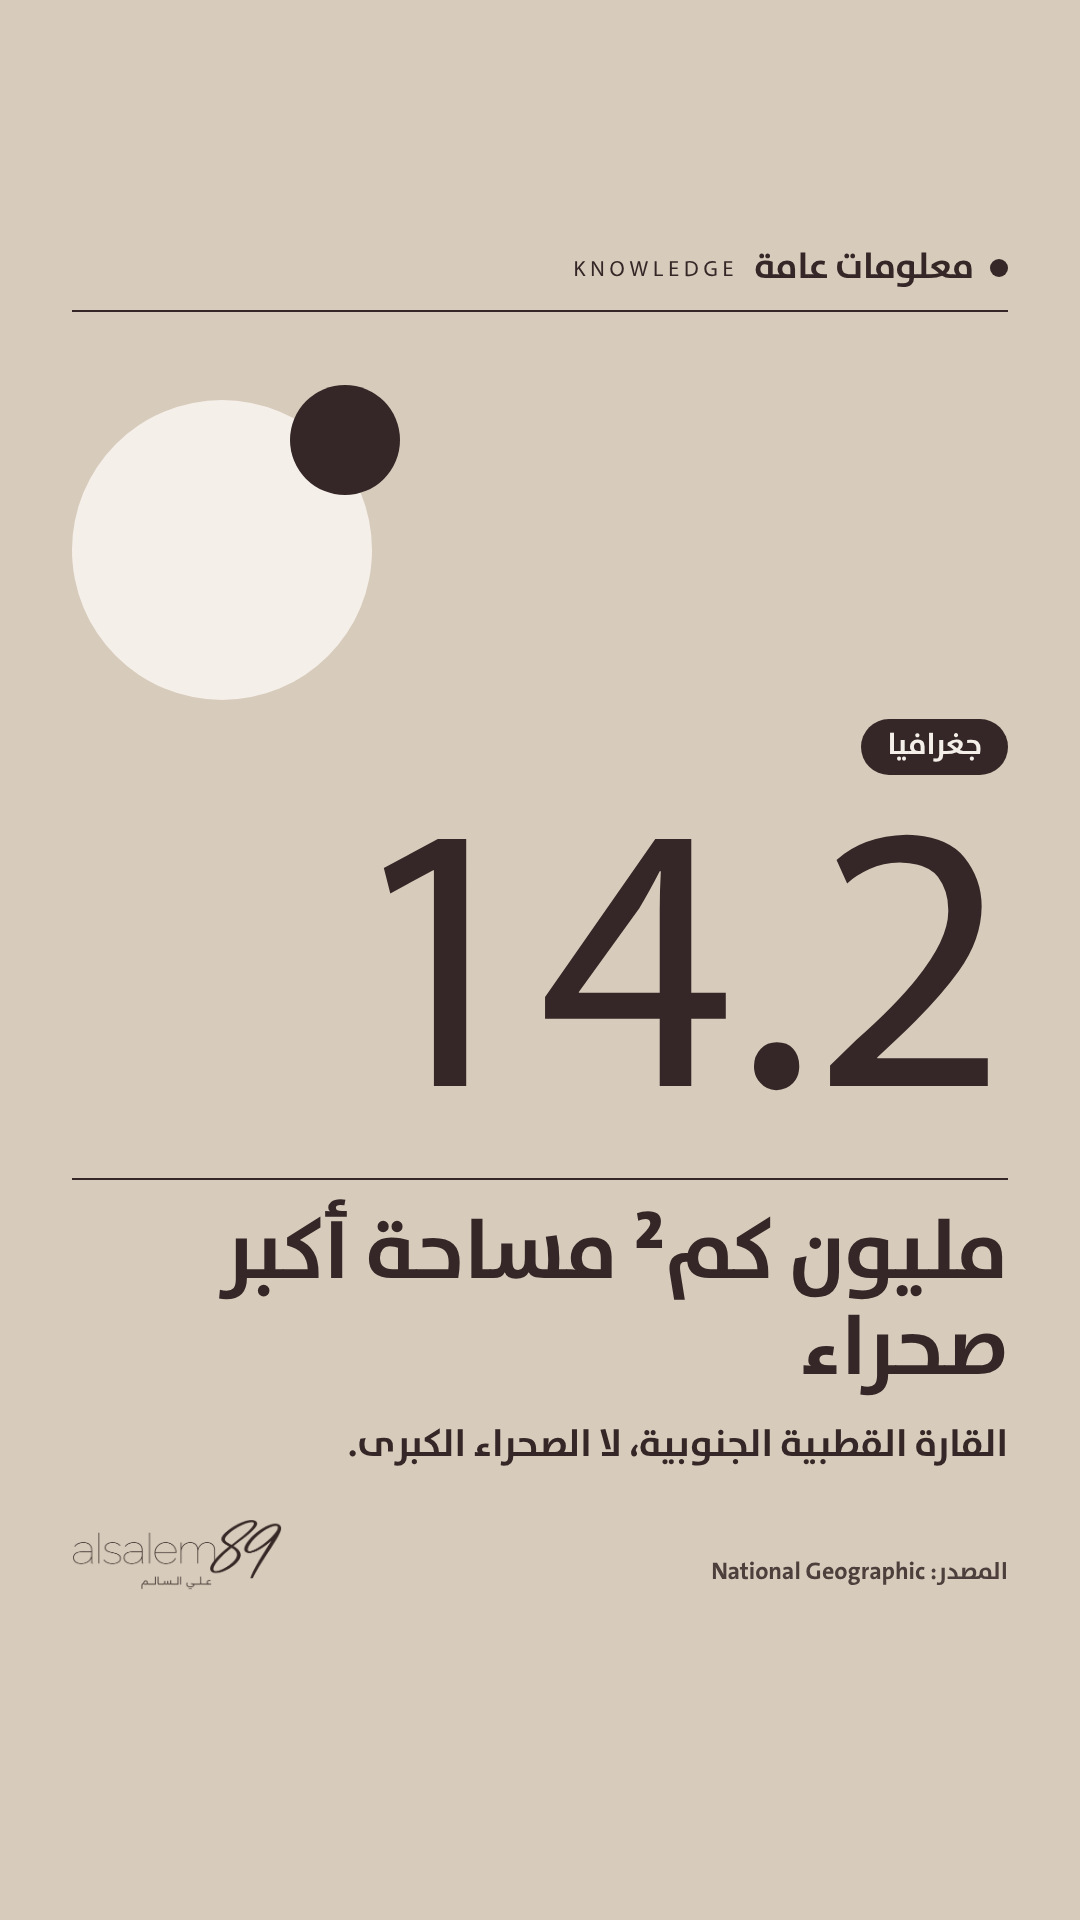 معلومات عامة KNOWLEDGE
جغرافيا
14.2
مليون كم² مساحة أكبر
صحراء
القارة القطبية الجنوبية، لا الصحراء الكبرى.
المصدر: National Geographic
alsalem89
علي السالم